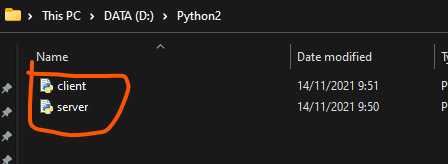 This PC > DATA (D:) > Python2
Name Date modified Ty
client 14/11/2021 9:51 P
server 14/11/2021 9:50 P